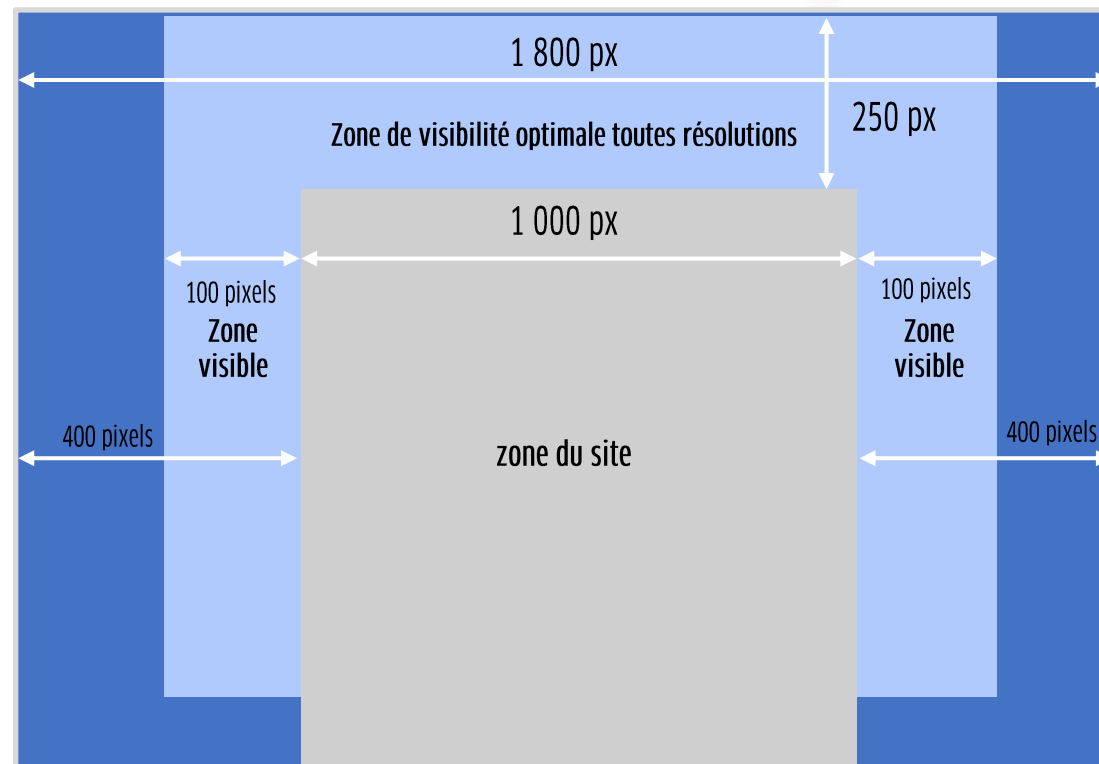 1 800 px
250 px
Zone de visibilité optimale toutes résolutions
1 000 px
100 pixels
Zone
visible
100 pixels
Zone
visible
400 pixels
zone du site
400 pixels